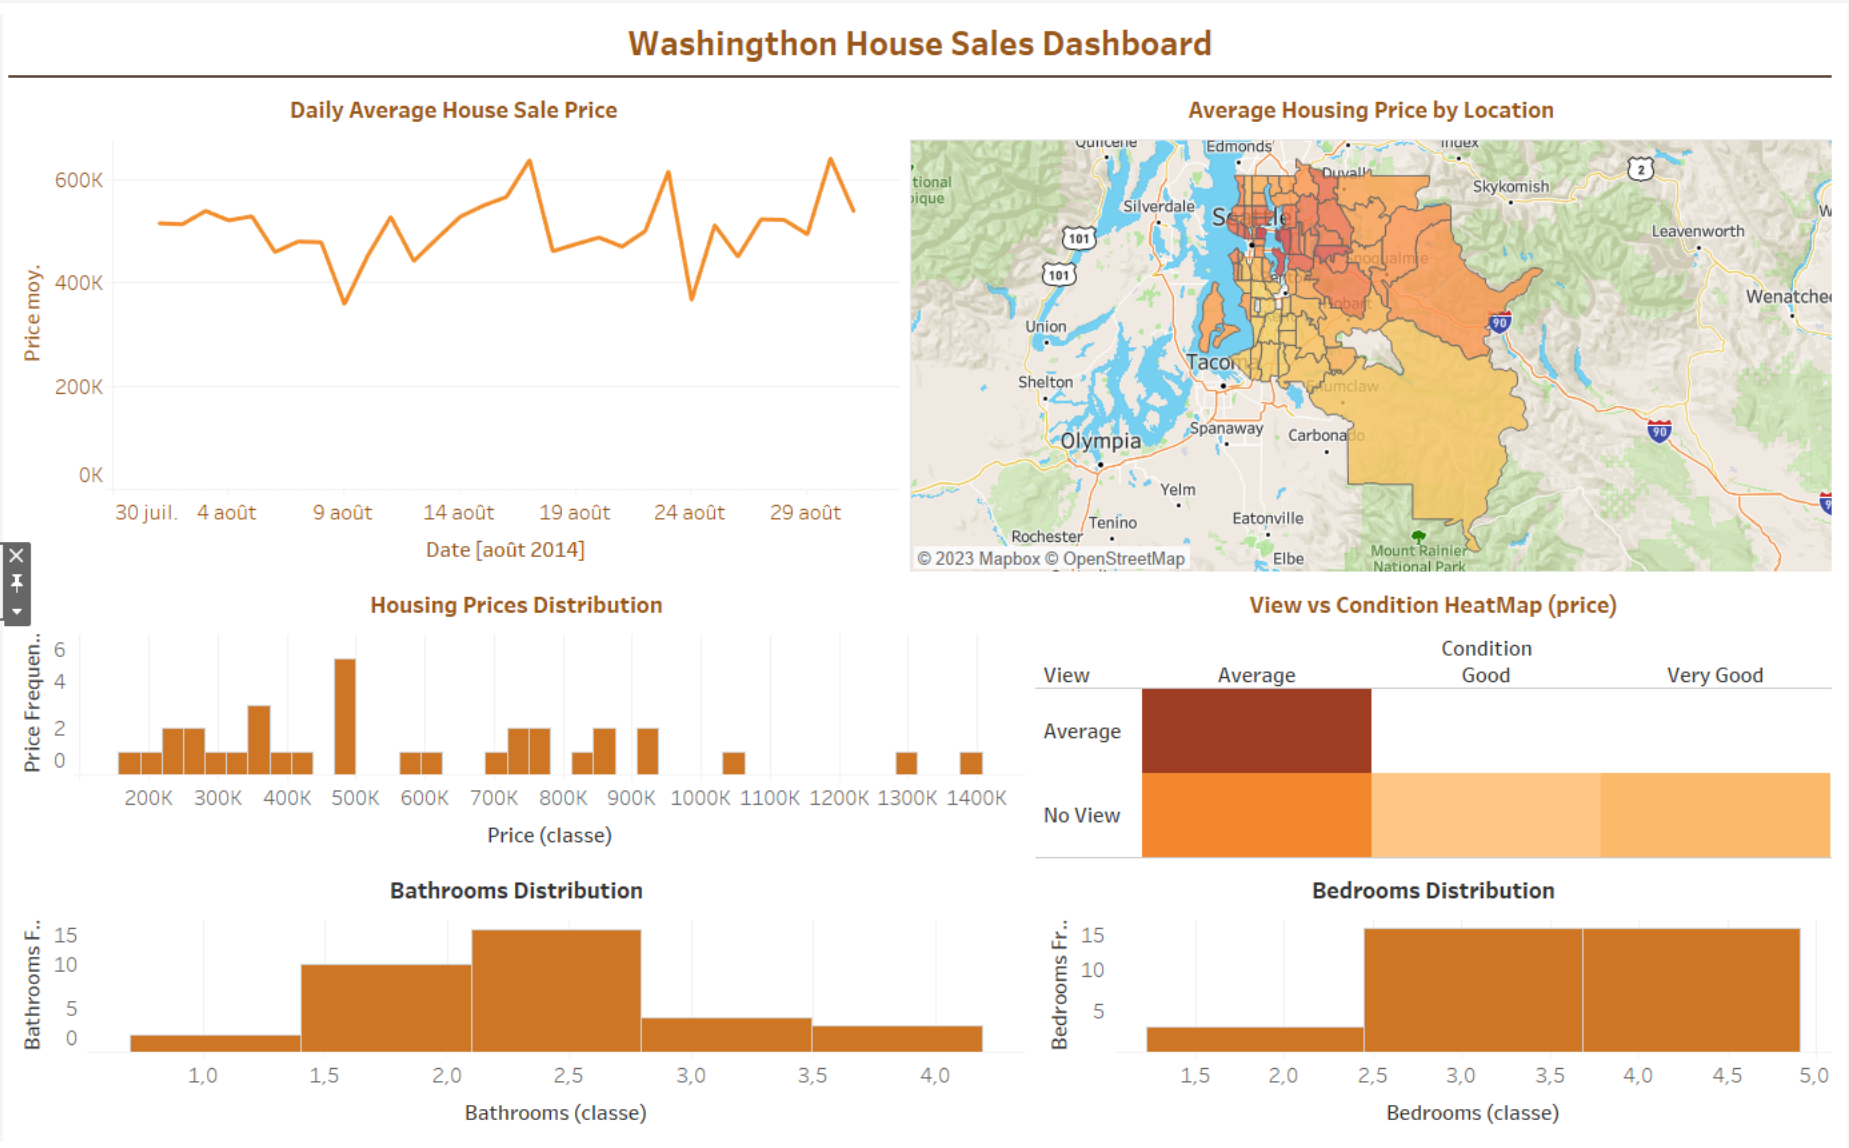 Washingthon House Sales Dashboard
Daily Average House Sale Price
Price moy.
600K
400K
200K
0K
30 juil.
4 août
9 août
14 août
19 août
24 août
29 août
Date [août 2014]
Average Housing Price by Location
Quilcene
Edmonds
Index
Duvall
Skykomish
2
Silverdale
Seattle
101
101
Leavenworth
Snoqualmie
Wenatchee
Hobart
90
Union
Tacoma
Shelton
Enumclaw
Spanaway
Carbonado
90
Olympia
Yelm
Eatonville
Tenino
Rochester
Elbe
Mount Rainier
National Park
© 2023 Mapbox © OpenStreetMap
Housing Prices Distribution
Price Frequen..
6
4
2
0
200K
300K
400K
500K
600K
700K
800K
900K
1000K
1100K
1200K
1300K
1400K
Price (classe)
View vs Condition HeatMap (price)
Condition
View
Average
Good
Very Good
Average
No View
Bathrooms Distribution
Bathrooms F..
15
10
5
0
1,0
1,5
2,0
2,5
3,0
3,5
4,0
Bathrooms (classe)
Bedrooms Distribution
Bedrooms Fr..
15
10
5
1,5
2,0
2,5
3,0
3,5
4,0
4,5
5,0
Bedrooms (classe)